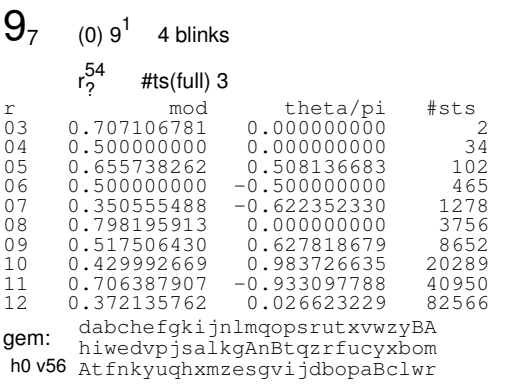 9₇ (0) 9¹ 4 blinks
r?⁵⁴ #ts(full) 3
r mod theta/pi #sts
03 0.707106781 0.000000000 2
04 0.500000000 0.000000000 34
05 0.655738262 0.508136683 102
06 0.500000000 -0.500000000 465
07 0.350555488 -0.622352330 1278
08 0.798195913 0.000000000 3756
09 0.517506430 0.627818679 8652
10 0.429992669 0.983726635 20289
11 0.706387907 -0.933097788 40950
12 0.372135762 0.026623229 82566
gem: dabchefgkijnlmqopsrutxvwzyBA
hiwedvpjsalkgAnBtqzrfucyxbom
h0 v56 AtfnkyuqhxmzesgvijdbopaBclwr